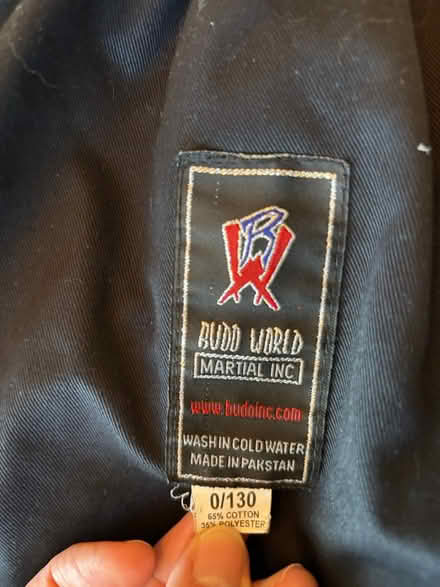 BW
BUDO WORLD
MARTIAL INC.
www.budoinc.com
WASH IN COLD WATER
MADE IN PAKSTAN
0/130
65% COTTON
35% POLYESTER